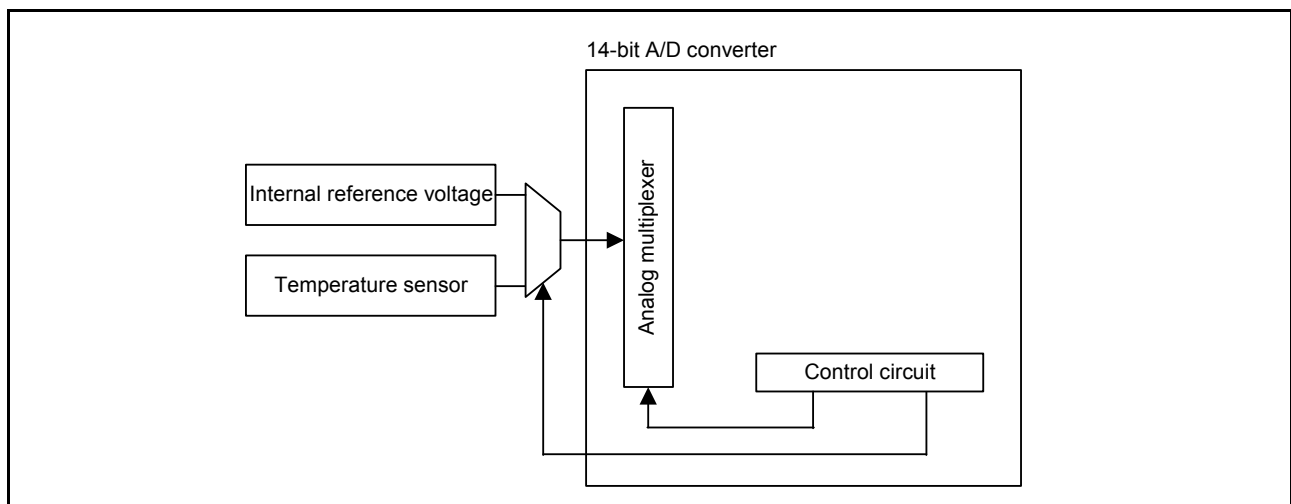 14-bit A/D converter
Internal reference voltage
Temperature sensor
Analog multiplexer
Control circuit